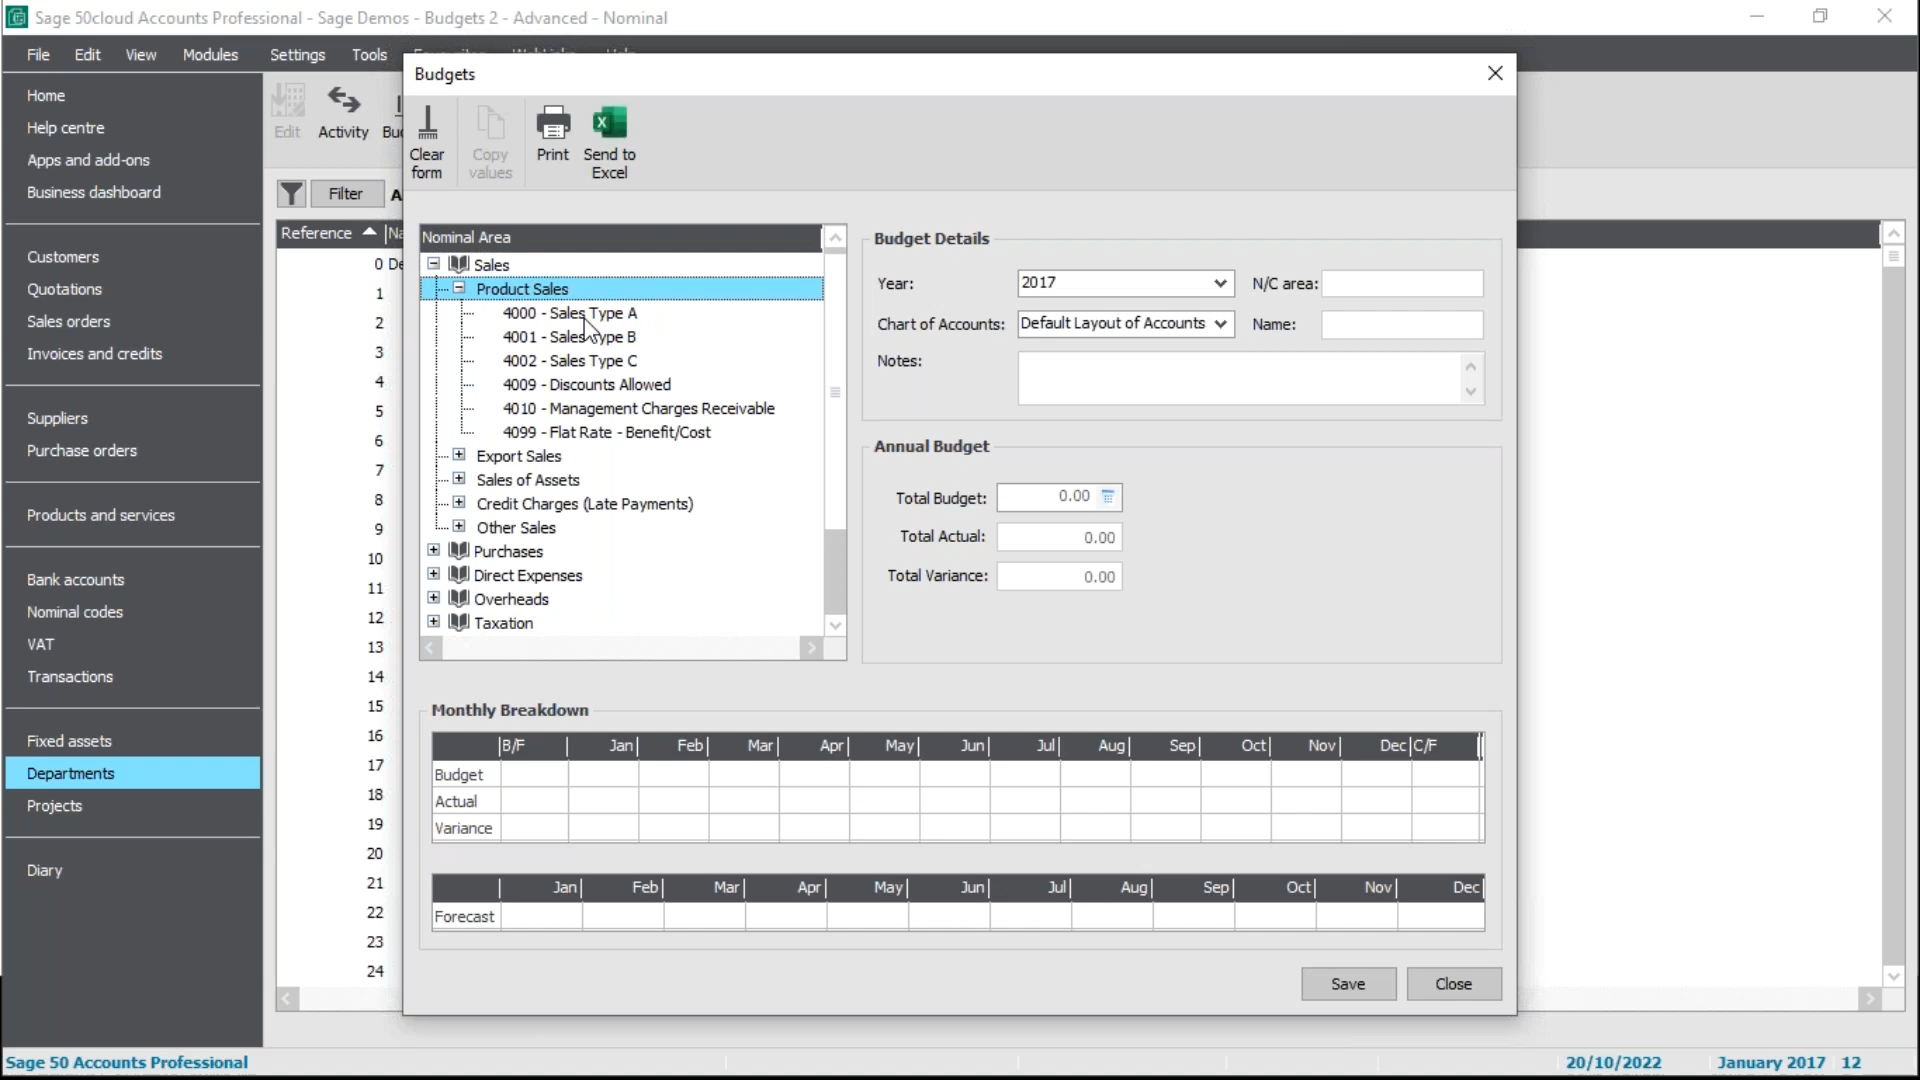 Sage 50cloud Accounts Professional - Sage Demos - Budgets 2 - Advanced - Nominal
File Edit View Modules Settings Tools
Home
Help centre
Apps and add-ons
Business dashboard
Customers
Quotations
Sales orders
Invoices and credits
Suppliers
Purchase orders
Products and services
Bank accounts
Nominal codes
VAT
Transactions
Fixed assets
Departments
Projects
Diary
Edit Activity Bu
Filter A
Reference Na
0 De
1
2
3
4
5
6
7
8
9
10
11
12
13
14
15
16
17
18
19
20
21
22
23
24
Budgets
Clear form
Copy values
Print
Send to Excel
Nominal Area
Sales
Product Sales
4000 - Sales Type A
4001 - Sales Type B
4002 - Sales Type C
4009 - Discounts Allowed
4010 - Management Charges Receivable
4099 - Flat Rate - Benefit/Cost
Export Sales
Sales of Assets
Credit Charges (Late Payments)
Other Sales
Purchases
Direct Expenses
Overheads
Taxation
Budget Details
Year: 2017 N/C area:
Chart of Accounts: Default Layout of Accounts Name:
Notes:
Annual Budget
Total Budget: 0.00
Total Actual: 0.00
Total Variance: 0.00
Monthly Breakdown
B/F Jan Feb Mar Apr May Jun Jul Aug Sep Oct Nov Dec C/F
Budget
Actual
Variance
Jan Feb Mar Apr May Jun Jul Aug Sep Oct Nov Dec
Forecast
Save Close
Sage 50 Accounts Professional 20/10/2022 January 2017 12